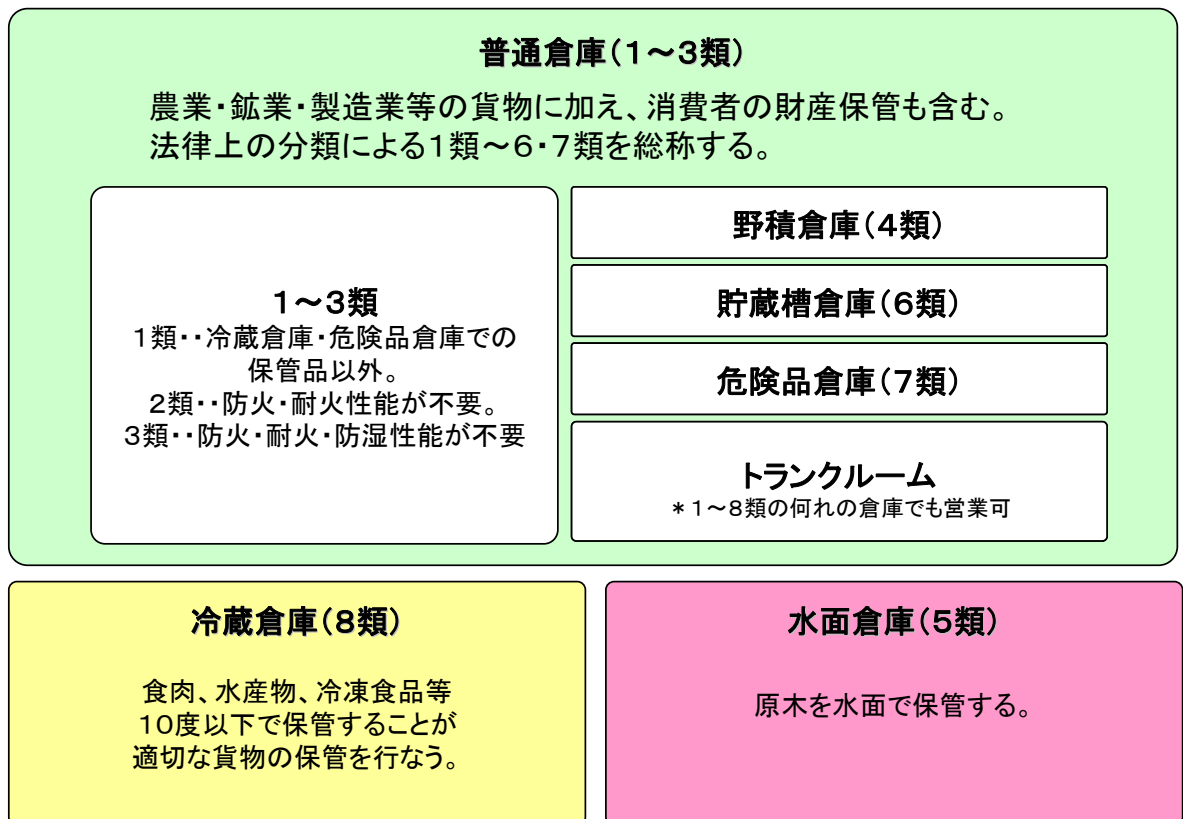 普通倉庫（１～３類）
農業・鉱業・製造業等の貨物に加え、消費者の財産保管も含む。
法律上の分類による１類～６・７類を総称する。
１～３類
１類・・冷蔵倉庫・危険品倉庫での
保管品以外。
２類・・防火・耐火性能が不要。
３類・・防火・耐火・防湿性能が不要
野積倉庫（４類）
貯蔵槽倉庫（６類）
危険品倉庫（７類）
トランクルーム
＊１～８類の何れの倉庫でも営業可
冷蔵倉庫（８類）
食肉、水産物、冷凍食品等
１０度以下で保管することが
適切な貨物の保管を行なう。
水面倉庫（５類）
原木を水面で保管する。